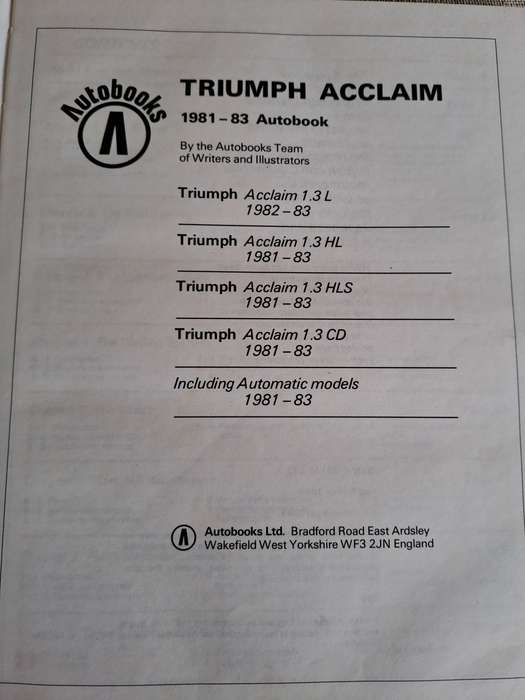 Autobooks
TRIUMPH ACCLAIM
1981 – 83 Autobook
By the Autobooks Team
of Writers and Illustrators
Triumph Acclaim 1.3 L
1982 – 83
Triumph Acclaim 1.3 HL
1981 – 83
Triumph Acclaim 1.3 HLS
1981 – 83
Triumph Acclaim 1.3 CD
1981 – 83
Including Automatic models
1981 – 83
Autobooks Ltd. Bradford Road East Ardsley
Wakefield West Yorkshire WF3 2JN England